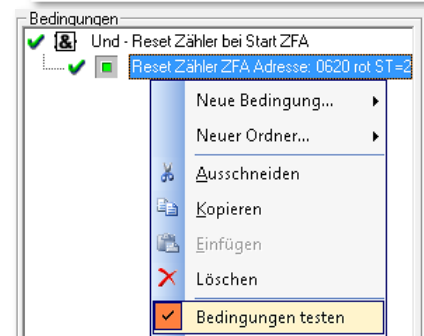 Bedingungen
& Und - Reset Zähler bei Start ZFA
Reset Zähler ZFA Adresse: 0620 rot ST=2
Neue Bedingung...
Neuer Ordner...
Ausschneiden
Kopieren
Einfügen
Löschen
Bedingungen testen